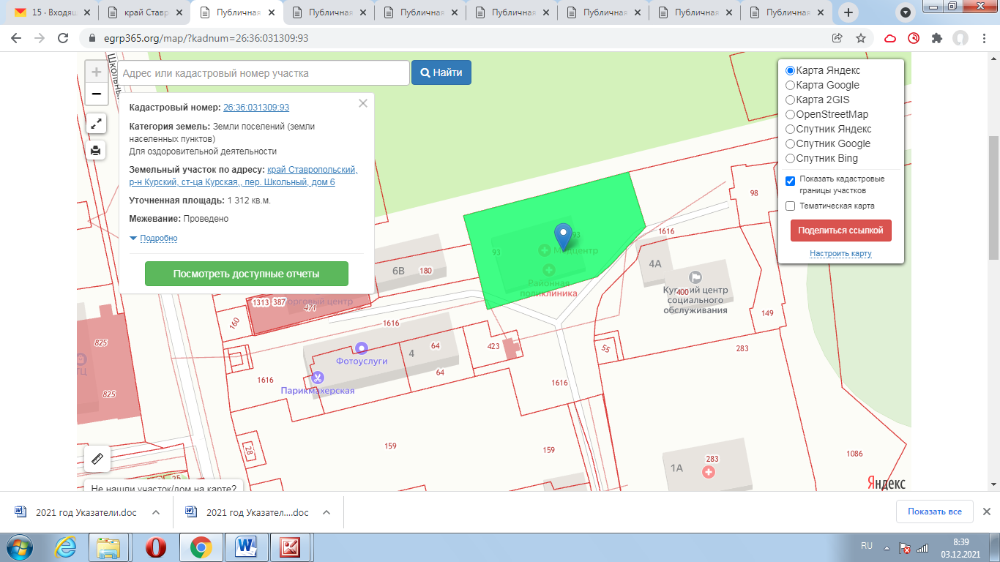 15 · Входящ
край Ставр
Публичная
Публичная
Публичная
Публичная
Публичная
Публичная
Публичная
egrp365.org/map/?kadnum=26:36:031309:93
Школьный
Адрес или кадастровый номер участка
Найти
Кадастровый номер: 26:36:031309:93
Категория земель: Земли поселений (земли
населенных пунктов)
Для оздоровительной деятельности
Земельный участок по адресу: край Ставропольский,
р-н Курский, ст-ца Курская,, пер. Школьный, дом 6
Уточненная площадь: 1 312 кв.м.
Межевание: Проведено
Подробно
Посмотреть доступные отчеты
Карта Яндекс
Карта Google
Карта 2GIS
OpenStreetMap
Спутник Яндекс
Спутник Google
Спутник Bing
Показать кадастровые
границы участков
Тематическая карта
Поделиться ссылкой
Настроить карту
98
1616
93
93
Медцентр
Районная
поликлиника
6В
180
4А
400
Курский центр
социального
обслуживания
149
1313
387
471
торговый центр
160
1616
825
825
ТЦ
Фотоуслуги
4
64
64
423
Парикмахерская
1616
1616
55
283
159
159
28
25
1А
283
1086
Яндекс
Не нашли участок/дом на карте?
2021 год Указатели.doc
2021 год Указател....doc
Показать все
RU
8:39
03.12.2021